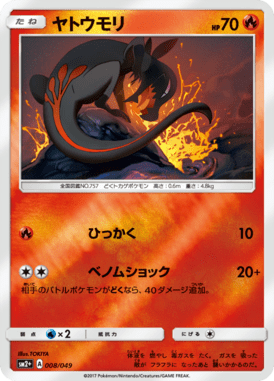 たね ヤトウモリ HP70
全国図鑑NO.757 どくトカゲポケモン 高さ:0.6m 重さ:4.8kg
ひっかく 10
ベノムショック 20+
相手のバトルポケモンがどくなら、40ダメージ追加。
弱点 ×2 抵抗力 にげる
Illus.TOKIYA
SM2+ A 008/049
©2017 Pokémon/Nintendo/Creatures/GAME FREAK.